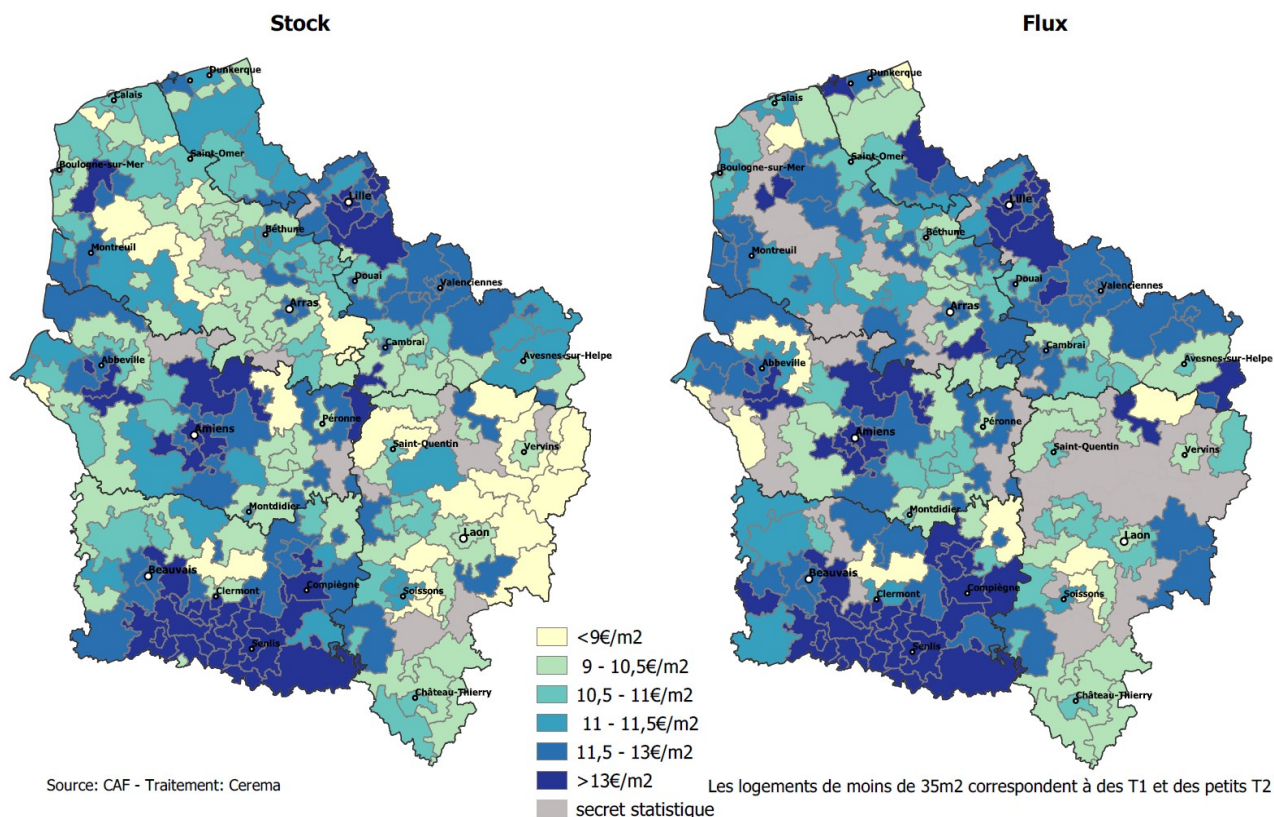 Stock
Flux
Dunkerque
Calais
Saint-Omer
Boulogne-sur-Mer
Lille
Béthune
Montreuil
Douai
Valenciennes
Arras
Cambrai
Avesnes-sur-Helpe
Abbeville
Amiens
Péronne
Saint-Quentin
Vervins
Montdidier
Laon
Beauvais
Compiègne
Clermont
Soissons
Senlis
Château-Thierry
Dunkerque
Calais
Saint-Omer
Boulogne-sur-Mer
Lille
Béthune
Montreuil
Douai
Valenciennes
Arras
Cambrai
Avesnes-sur-Helpe
Abbeville
Amiens
Péronne
Saint-Quentin
Vervins
Montdidier
Laon
Beauvais
Compiègne
Clermont
Soissons
Senlis
Château-Thierry
<9€/m2
9 - 10,5€/m2
10,5 - 11€/m2
11 - 11,5€/m2
11,5 - 13€/m2
>13€/m2
secret statistique
Source: CAF - Traitement: Cerema
Les logements de moins de 35m2 correspondent à des T1 et des petits T2